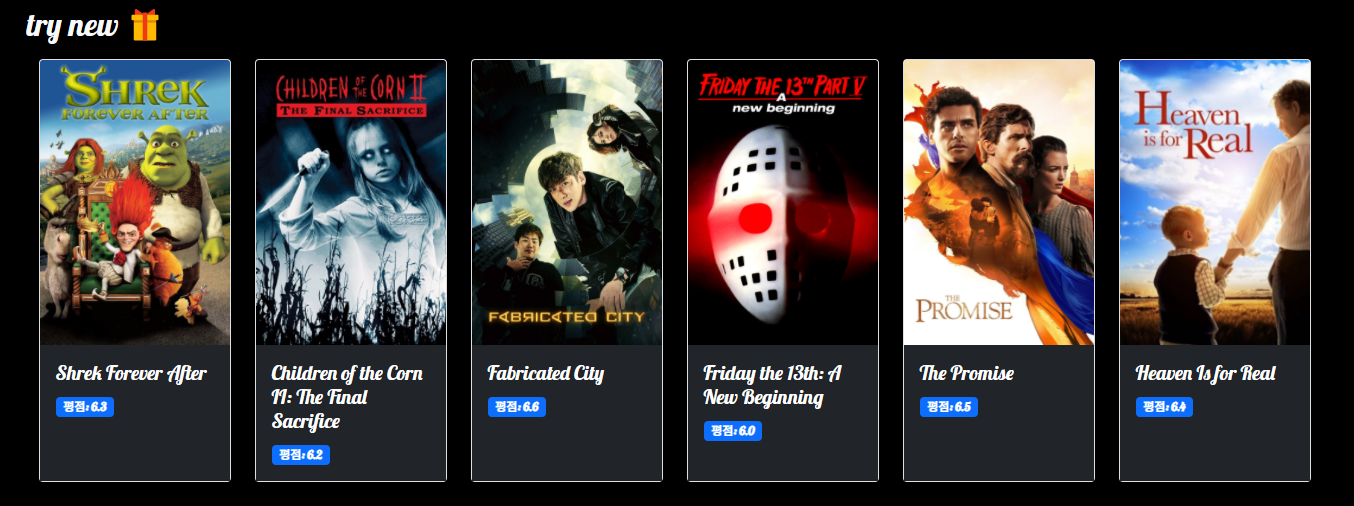 try new 🎁
SHREK
FOREVER AFTER
CHILDREN OF THE CORN II
THE FINAL SACRIFICE
FABRICATED CITY
FRIDAY THE 13TH PART V
A
new beginning
THE
PROMISE
Heaven
is for Real
Shrek Forever After
평점: 6.3
Children of the Corn
II: The Final
Sacrifice
평점: 6.2
Fabricated City
평점: 6.6
Friday the 13th: A
New Beginning
평점: 6.0
The Promise
평점: 6.5
Heaven Is for Real
평점: 6.4